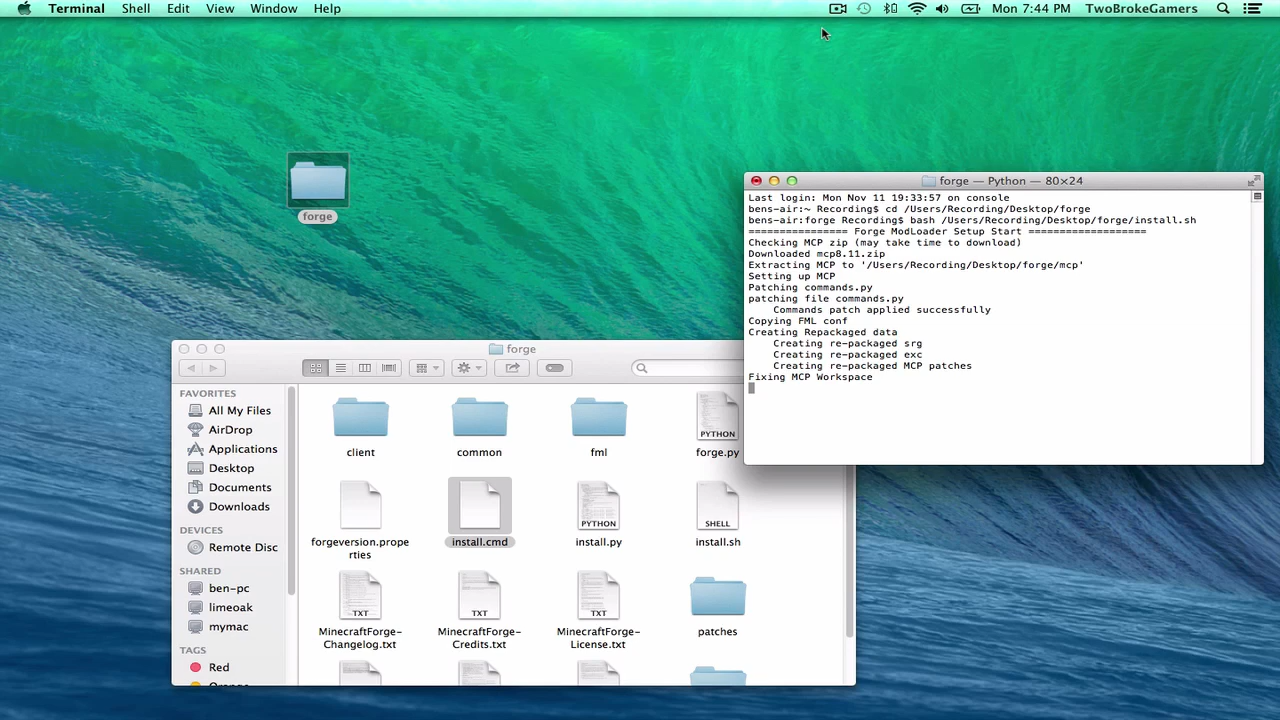 Terminal Shell Edit View Window Help Mon 7:44 PM TwoBrokeGamers
forge
forge — Python — 80×24
Last login: Mon Nov 11 19:33:57 on console
bens-air:~ Recording$ cd /Users/Recording/Desktop/forge
bens-air:forge Recording$ bash /Users/Recording/Desktop/forge/install.sh
================ Forge ModLoader Setup Start ===================
Checking MCP zip (may take time to download)
Downloaded mcp8.11.zip
Extracting MCP to '/Users/Recording/Desktop/forge/mcp'
Setting up MCP
Patching commands.py
patching file commands.py
    Commands patch applied successfully
Copying FML conf
Creating Repackaged data
    Creating re-packaged srg
    Creating re-packaged exc
    Creating re-packaged MCP patches
Fixing MCP Workspace
forge
FAVORITES
All My Files
AirDrop
Applications
Desktop
Documents
Downloads
DEVICES
Remote Disc
SHARED
ben-pc
limeoak
mymac
TAGS
Red
Orange
PYTHON
client common fml forge.py
PYTHON SHELL
forgeversion.prope install.cmd install.py install.sh
rties
TXT TXT TXT
MinecraftForge- MinecraftForge- MinecraftForge- patches
Changelog.txt Credits.txt License.txt